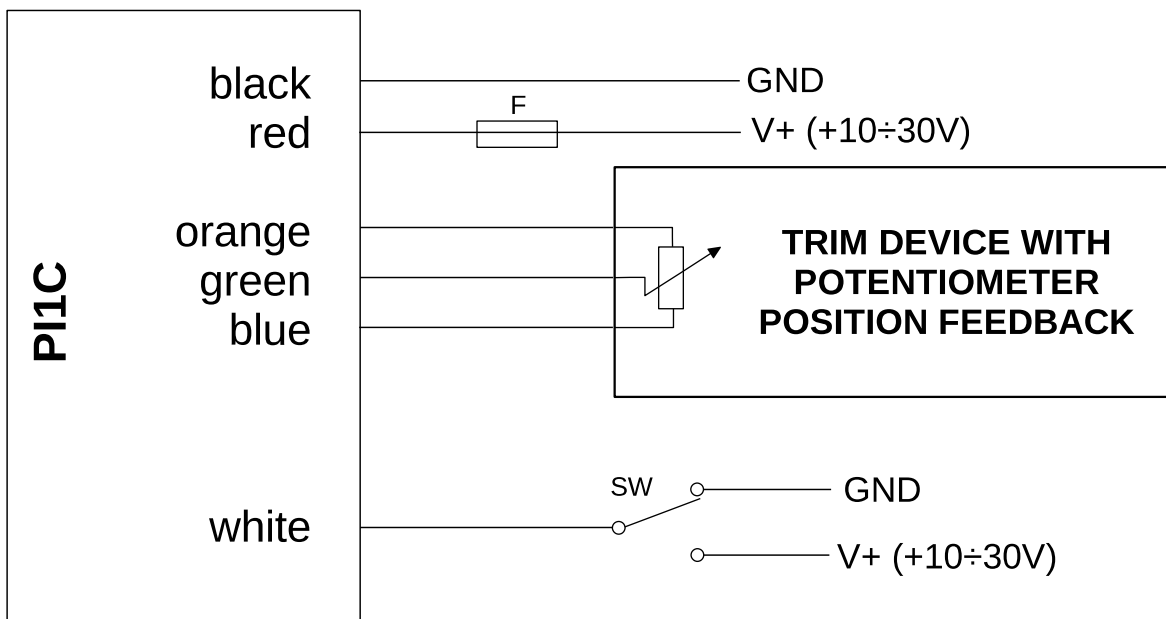 black
GND
F
red
V+ (+10÷30V)
orange
green
blue
TRIM DEVICE WITH
POTENTIOMETER
POSITION FEEDBACK
PI1C
SW
GND
white
V+ (+10÷30V)